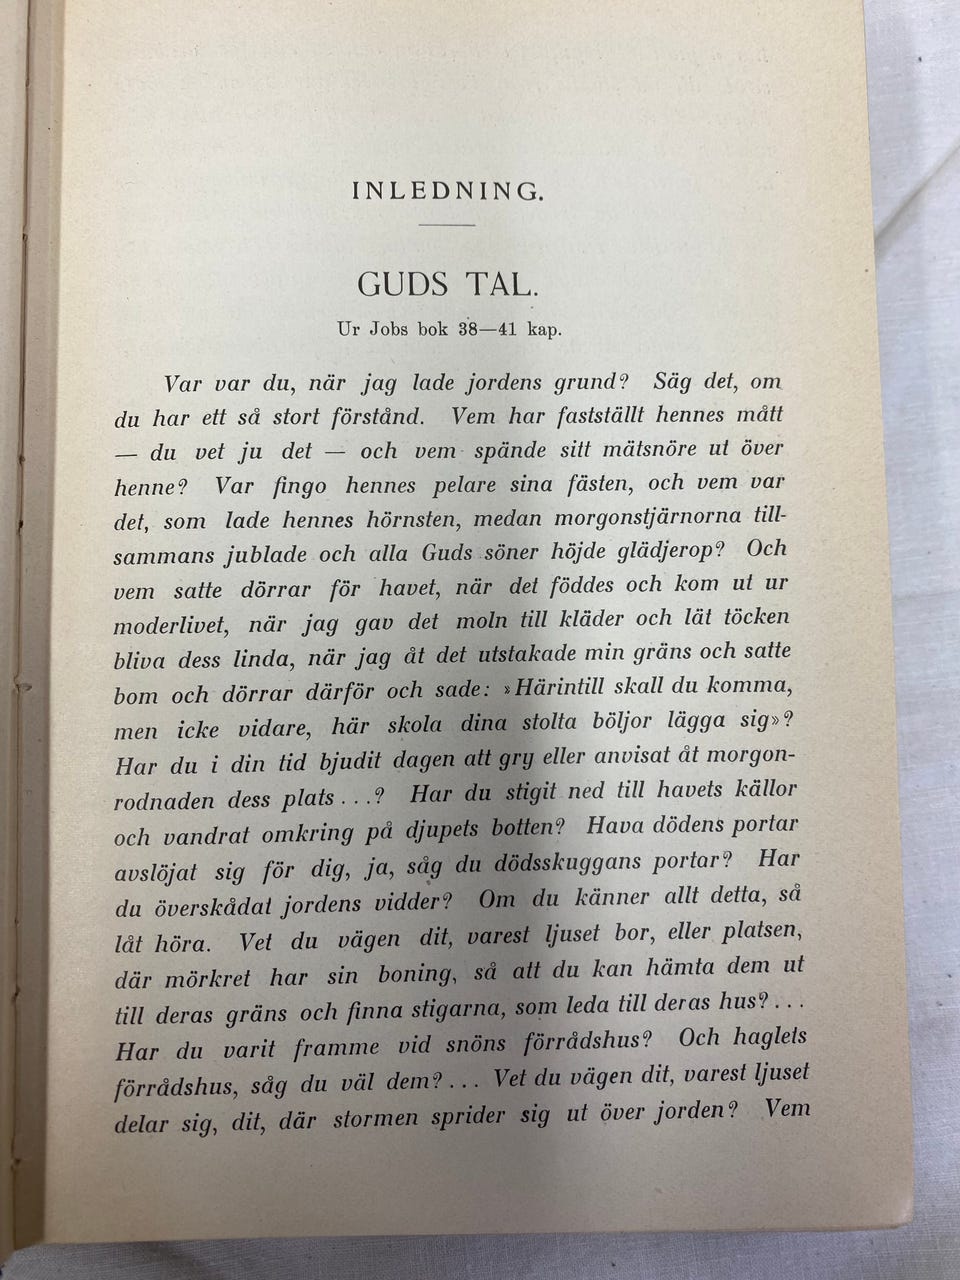 INLEDNING.
GUDS TAL.
Ur Jobs bok 38—41 kap.
Var var du, när jag lade jordens grund? Säg det, om
du har ett så stort förstånd. Vem har fastställt hennes mått
— du vet ju det — och vem spände sitt mätsnöre ut över
henne? Var fingo hennes pelare sina fästen, och vem var
det, som lade hennes hörnsten, medan morgonstjärnorna till-
sammans jublade och alla Guds söner höjde glädjerop? Och
vem satte dörrar för havet, när det föddes och kom ut ur
moderlivet, när jag gav det moln till kläder och lät töcken
bliva dess linda, när jag åt det utstakade min gräns och satte
bom och dörrar därför och sade: »Härintill skall du komma,
men icke vidare, här skola dina stolta böljor lägga sig»?
Har du i din tid bjudit dagen att gry eller anvisat åt morgon-
rodnaden dess plats . . .? Har du stigit ned till havets källor
och vandrat omkring på djupets botten? Hava dödens portar
avslöjat sig för dig, ja, såg du dödsskuggans portar? Har
du överskådat jordens vidder? Om du känner allt detta, så
låt höra. Vet du vägen dit, varest ljuset bor, eller platsen,
där mörkret har sin boning, så att du kan hämta dem ut
till deras gräns och finna stigarna, som leda till deras hus? . . .
Har du varit framme vid snöns förrådshus? Och haglets
förrådshus, såg du väl dem? . . . Vet du vägen dit, varest ljuset
delar sig, dit, där stormen sprider sig ut över jorden? Vem